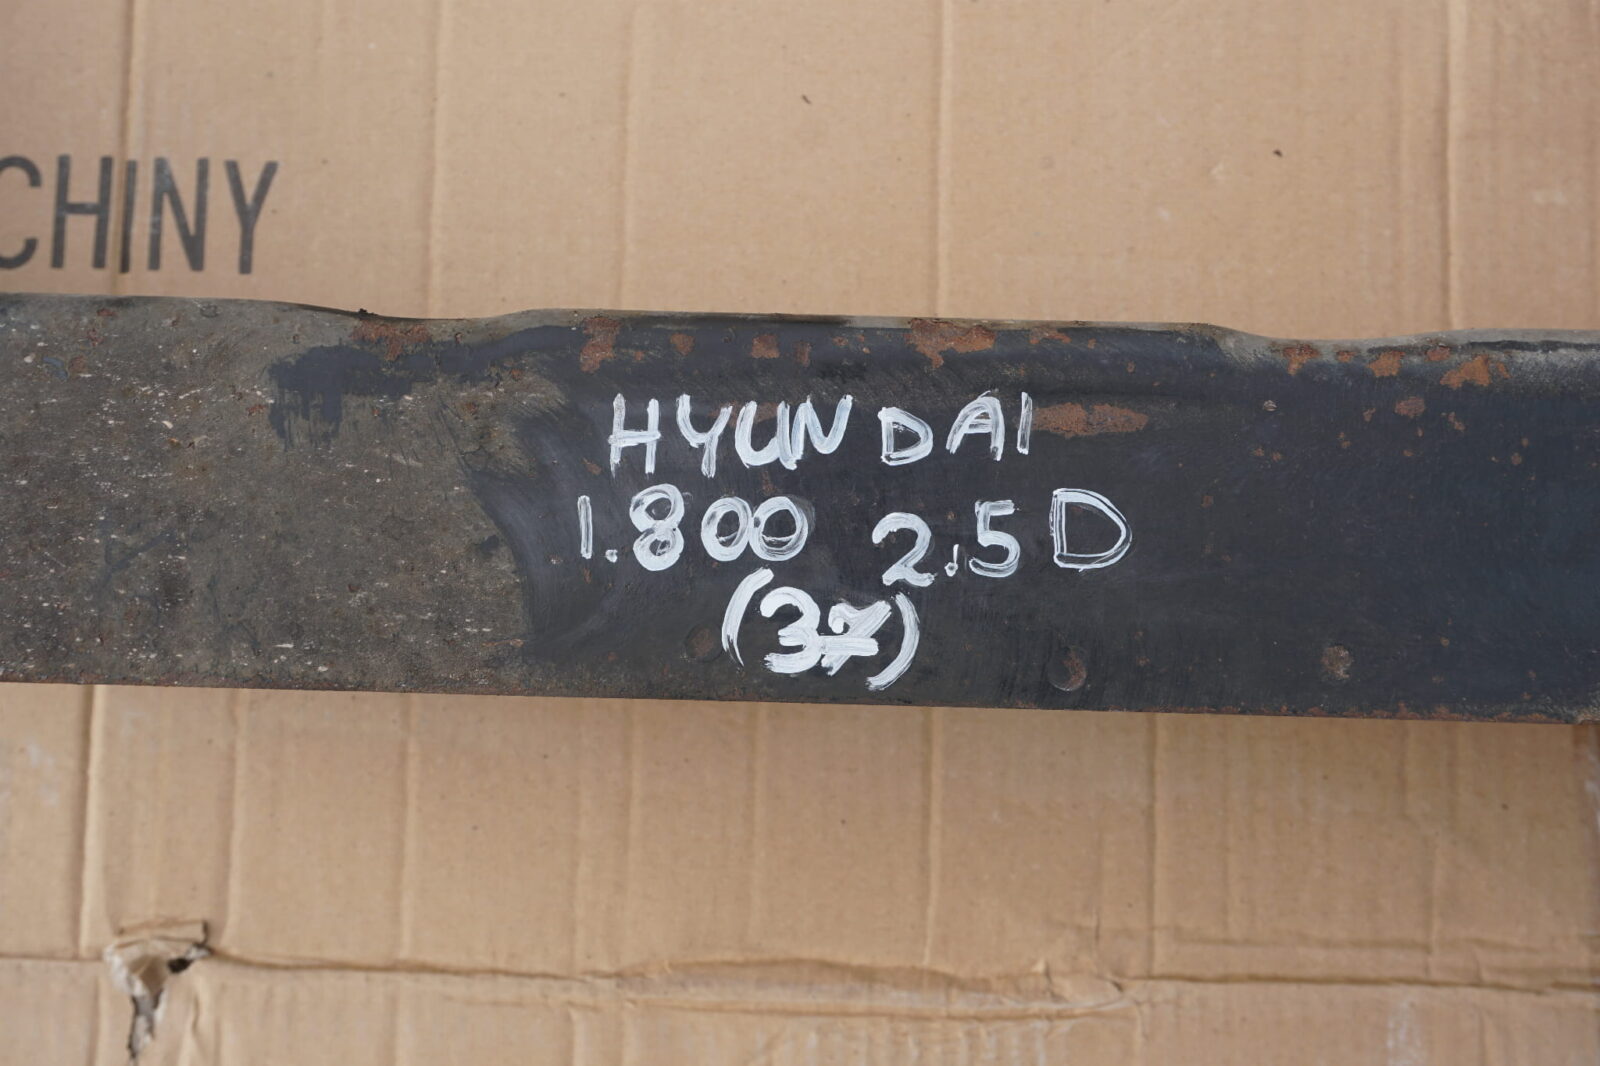 CHINY
HYUNDAI
1.800 2.5D
(37)